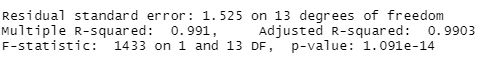 Residual standard error: 1.525 on 13 degrees of freedom
Multiple R-squared:  0.991,     Adjusted R-squared:  0.9903
F-statistic:  1433 on 1 and 13 DF,  p-value: 1.091e-14